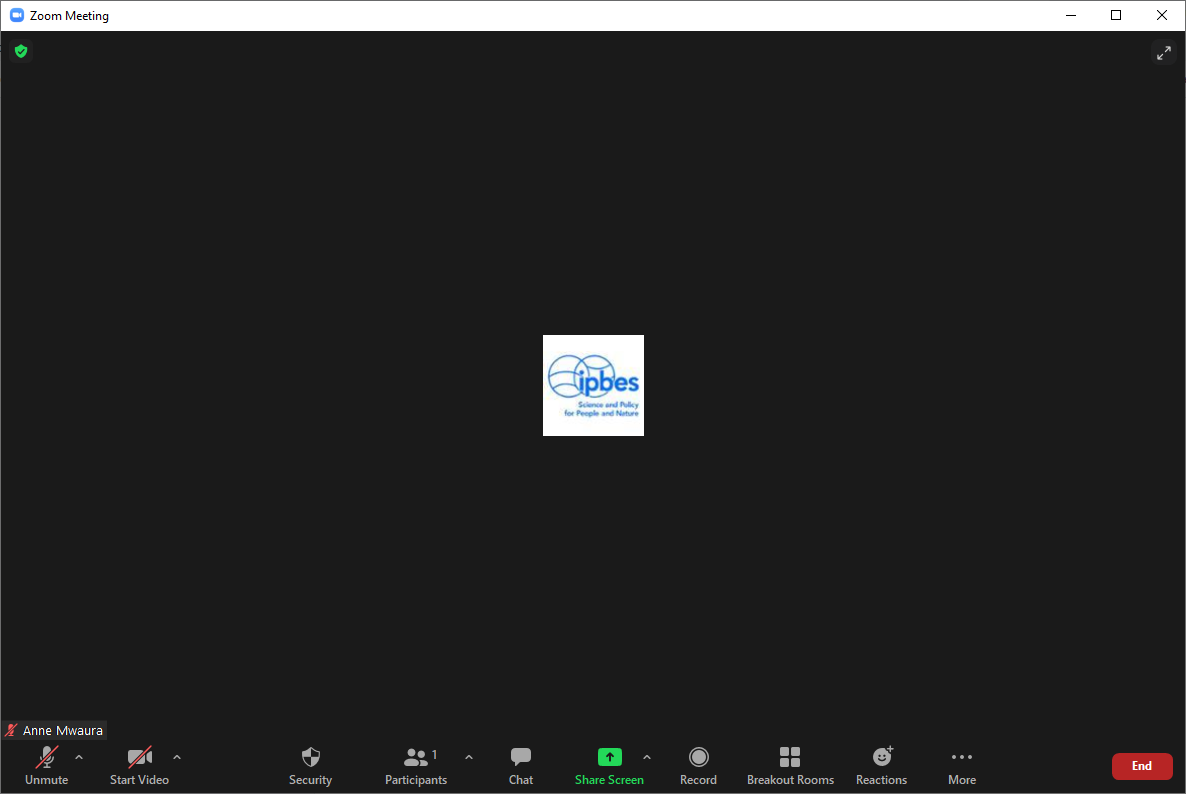 Zoom Meeting
ipbes
Science and Policy
for People and Nature
Anne Mwaura
1
Unmute
Start Video
Security
Participants
Chat
Share Screen
Record
Breakout Rooms
Reactions
More
End